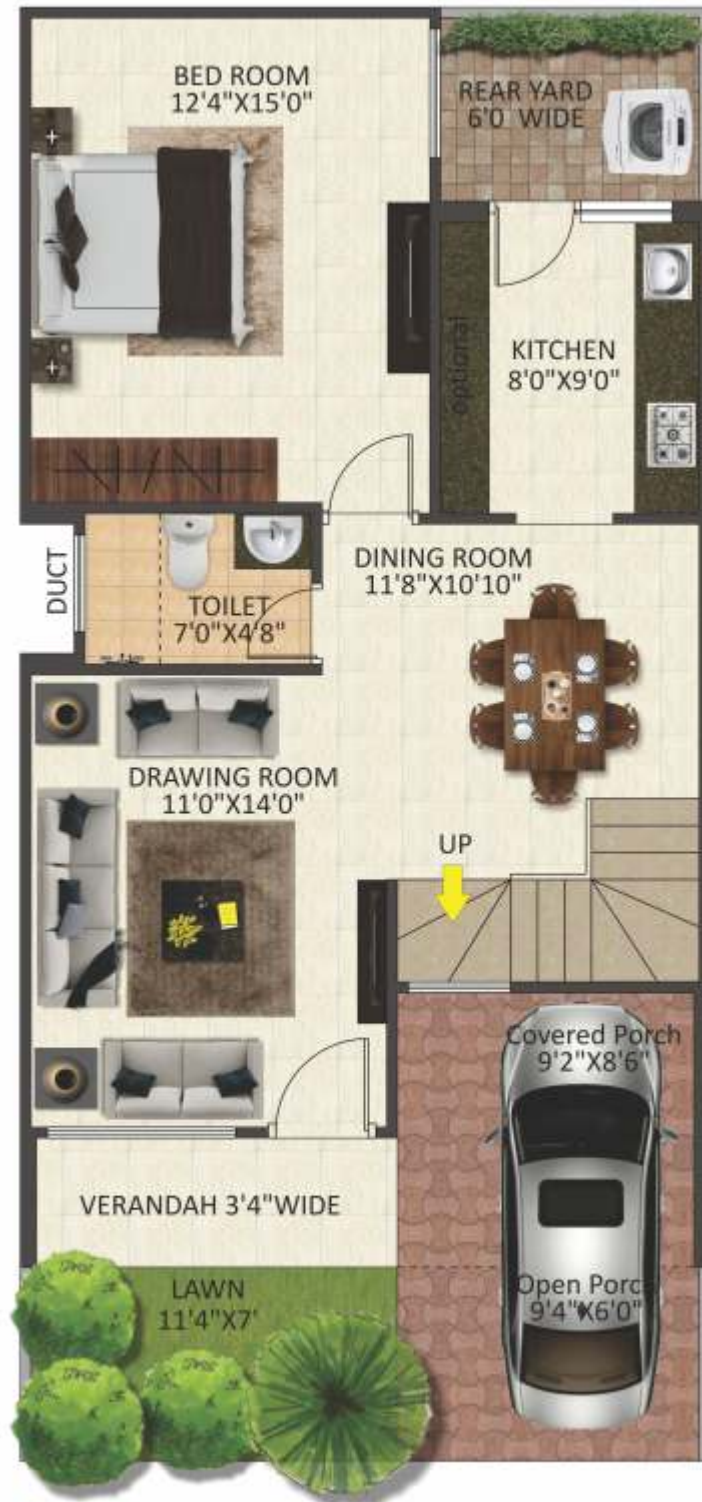 BED ROOM
12'4"X15'0"
REAR YARD
6'0 WIDE
optional
KITCHEN
8'0"X9'0"
DUCT
TOILET
7'0"X4'8"
DINING ROOM
11'8"X10'10"
DRAWING ROOM
11'0"X14'0"
UP
Covered Porch
9'2"X8'6"
VERANDAH 3'4"WIDE
LAWN
11'4"X7'
Open Porch
9'4"X6'0"